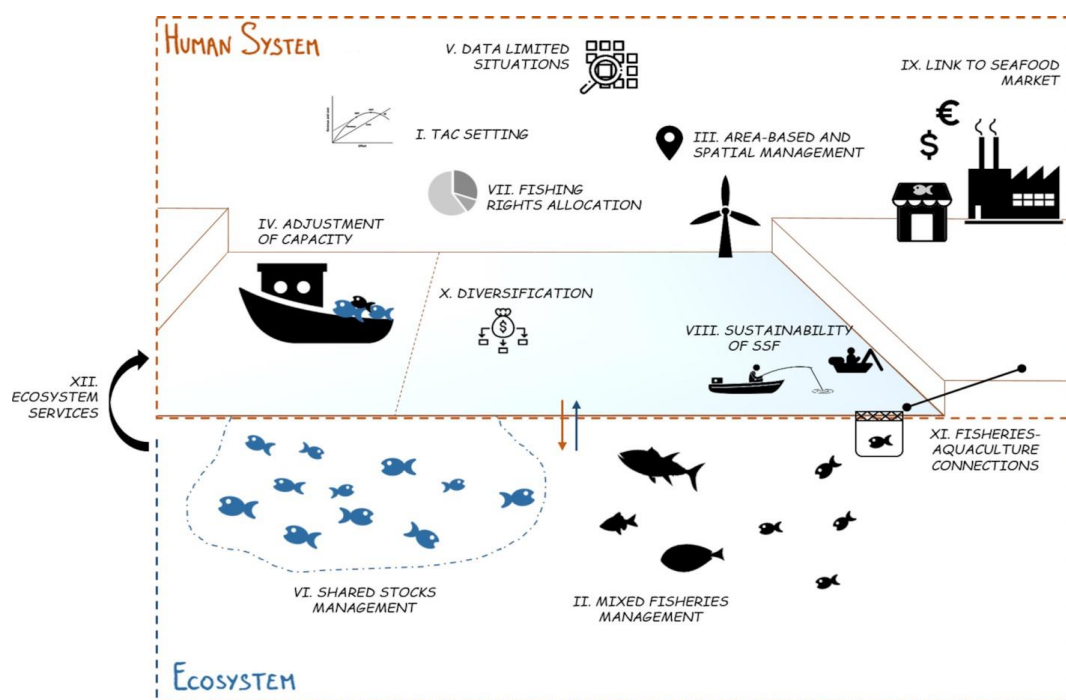 HUMAN SYSTEM
V. DATA LIMITED
SITUATIONS
IX. LINK TO SEAFOOD
MARKET
€
$
I. TAC SETTING
III. AREA-BASED AND
SPATIAL MANAGEMENT
VII. FISHING
RIGHTS ALLOCATION
IV. ADJUSTMENT
OF CAPACITY
X. DIVERSIFICATION
$
VIII. SUSTAINABILITY
OF SSF
XII.
ECOSYSTEM
SERVICES
XI. FISHERIES-
AQUACULTURE
CONNECTIONS
VI. SHARED STOCKS
MANAGEMENT
II. MIXED FISHERIES
MANAGEMENT
ECOSYSTEM